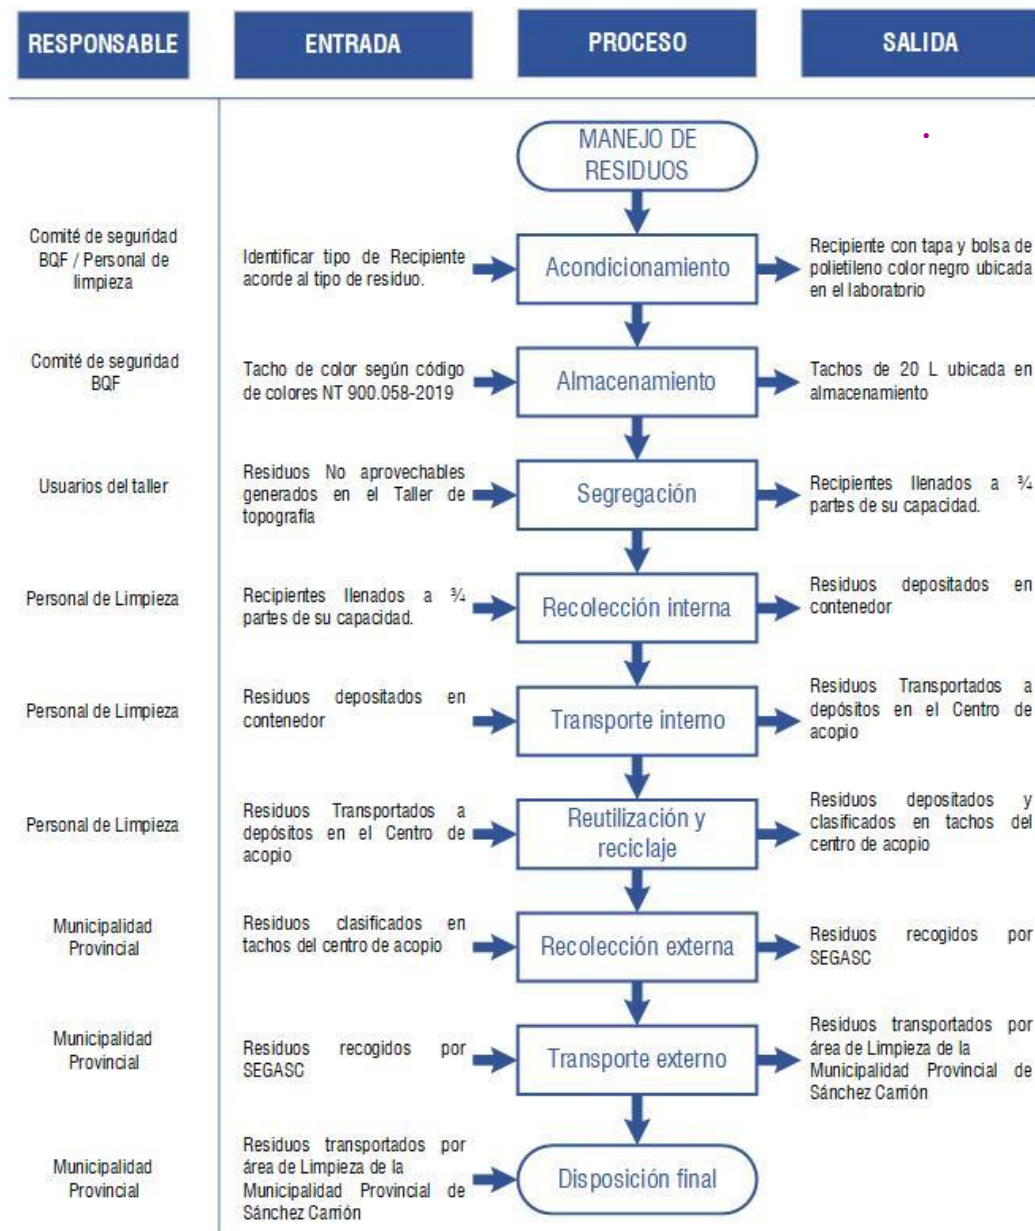 RESPONSABLE
ENTRADA
PROCESO
SALIDA
MANEJO DE
RESIDUOS
Comité de seguridad
BQF / Personal de
limpieza
Identificar tipo de Recipiente
acorde al tipo de residuo.
Acondicionamiento
Recipiente con tapa y bolsa de
polietileno color negro ubicada
en el laboratorio
Comité de seguridad
BQF
Tacho de color según código
de colores NT 900.058-2019
Almacenamiento
Tachos de 20 L ubicada en
almacenamiento
Usuarios del taller
Residuos No aprovechables
generados en el Taller de
topografía
Segregación
Recipientes llenados a ¾
partes de su capacidad.
Personal de Limpieza
Recipientes llenados a ¾
partes de su capacidad.
Recolección interna
Residuos depositados en
contenedor
Personal de Limpieza
Residuos depositados en
contenedor
Transporte interno
Residuos Transportados a
depósitos en el Centro de
acopio
Personal de Limpieza
Residuos Transportados a
depósitos en el Centro de
acopio
Reutilización y
reciclaje
Residuos depositados y
clasificados en tachos del
centro de acopio
Municipalidad
Provincial
Residuos clasificados en
tachos del centro de acopio
Recolección externa
Residuos recogidos por
SEGASC
Municipalidad
Provincial
Residuos recogidos por
SEGASC
Transporte externo
Residuos transportados por
área de Limpieza de la
Municipalidad Provincial de
Sánchez Carrión
Municipalidad
Provincial
Residuos transportados por
área de Limpieza de la
Municipalidad Provincial de
Sánchez Carrión
Disposición final